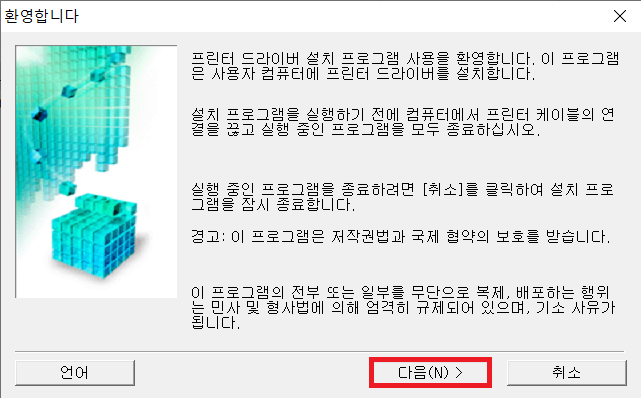 환영합니다
프린터 드라이버 설치 프로그램 사용을 환영합니다. 이 프로그램
은 사용자 컴퓨터에 프린터 드라이버를 설치합니다.
설치 프로그램을 실행하기 전에 컴퓨터에서 프린터 케이블의 연
결을 끊고 실행 중인 프로그램을 모두 종료하십시오.
실행 중인 프로그램을 종료하려면 [취소]를 클릭하여 설치 프로
그램을 잠시 종료합니다.
경고: 이 프로그램은 저작권법과 국제 협약의 보호를 받습니다.
이 프로그램의 전부 또는 일부를 무단으로 복제, 배포하는 행위
는 민사 및 형사법에 의해 엄격히 규제되어 있으며, 기소 사유가
됩니다.
언어
다음(N) >
취소